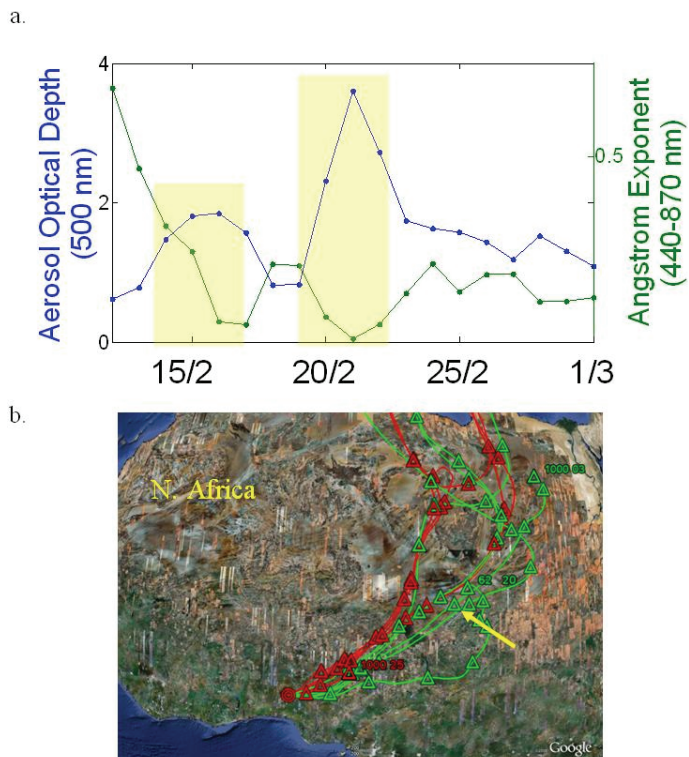 a.
4
2
0
Aerosol Optical Depth
(500 nm)
0.5
Angstrom Exponent
(440-870 nm)
15/2
20/2
25/2
1/3
b.
N. Africa
1000 03
62 20
1000 25
Google